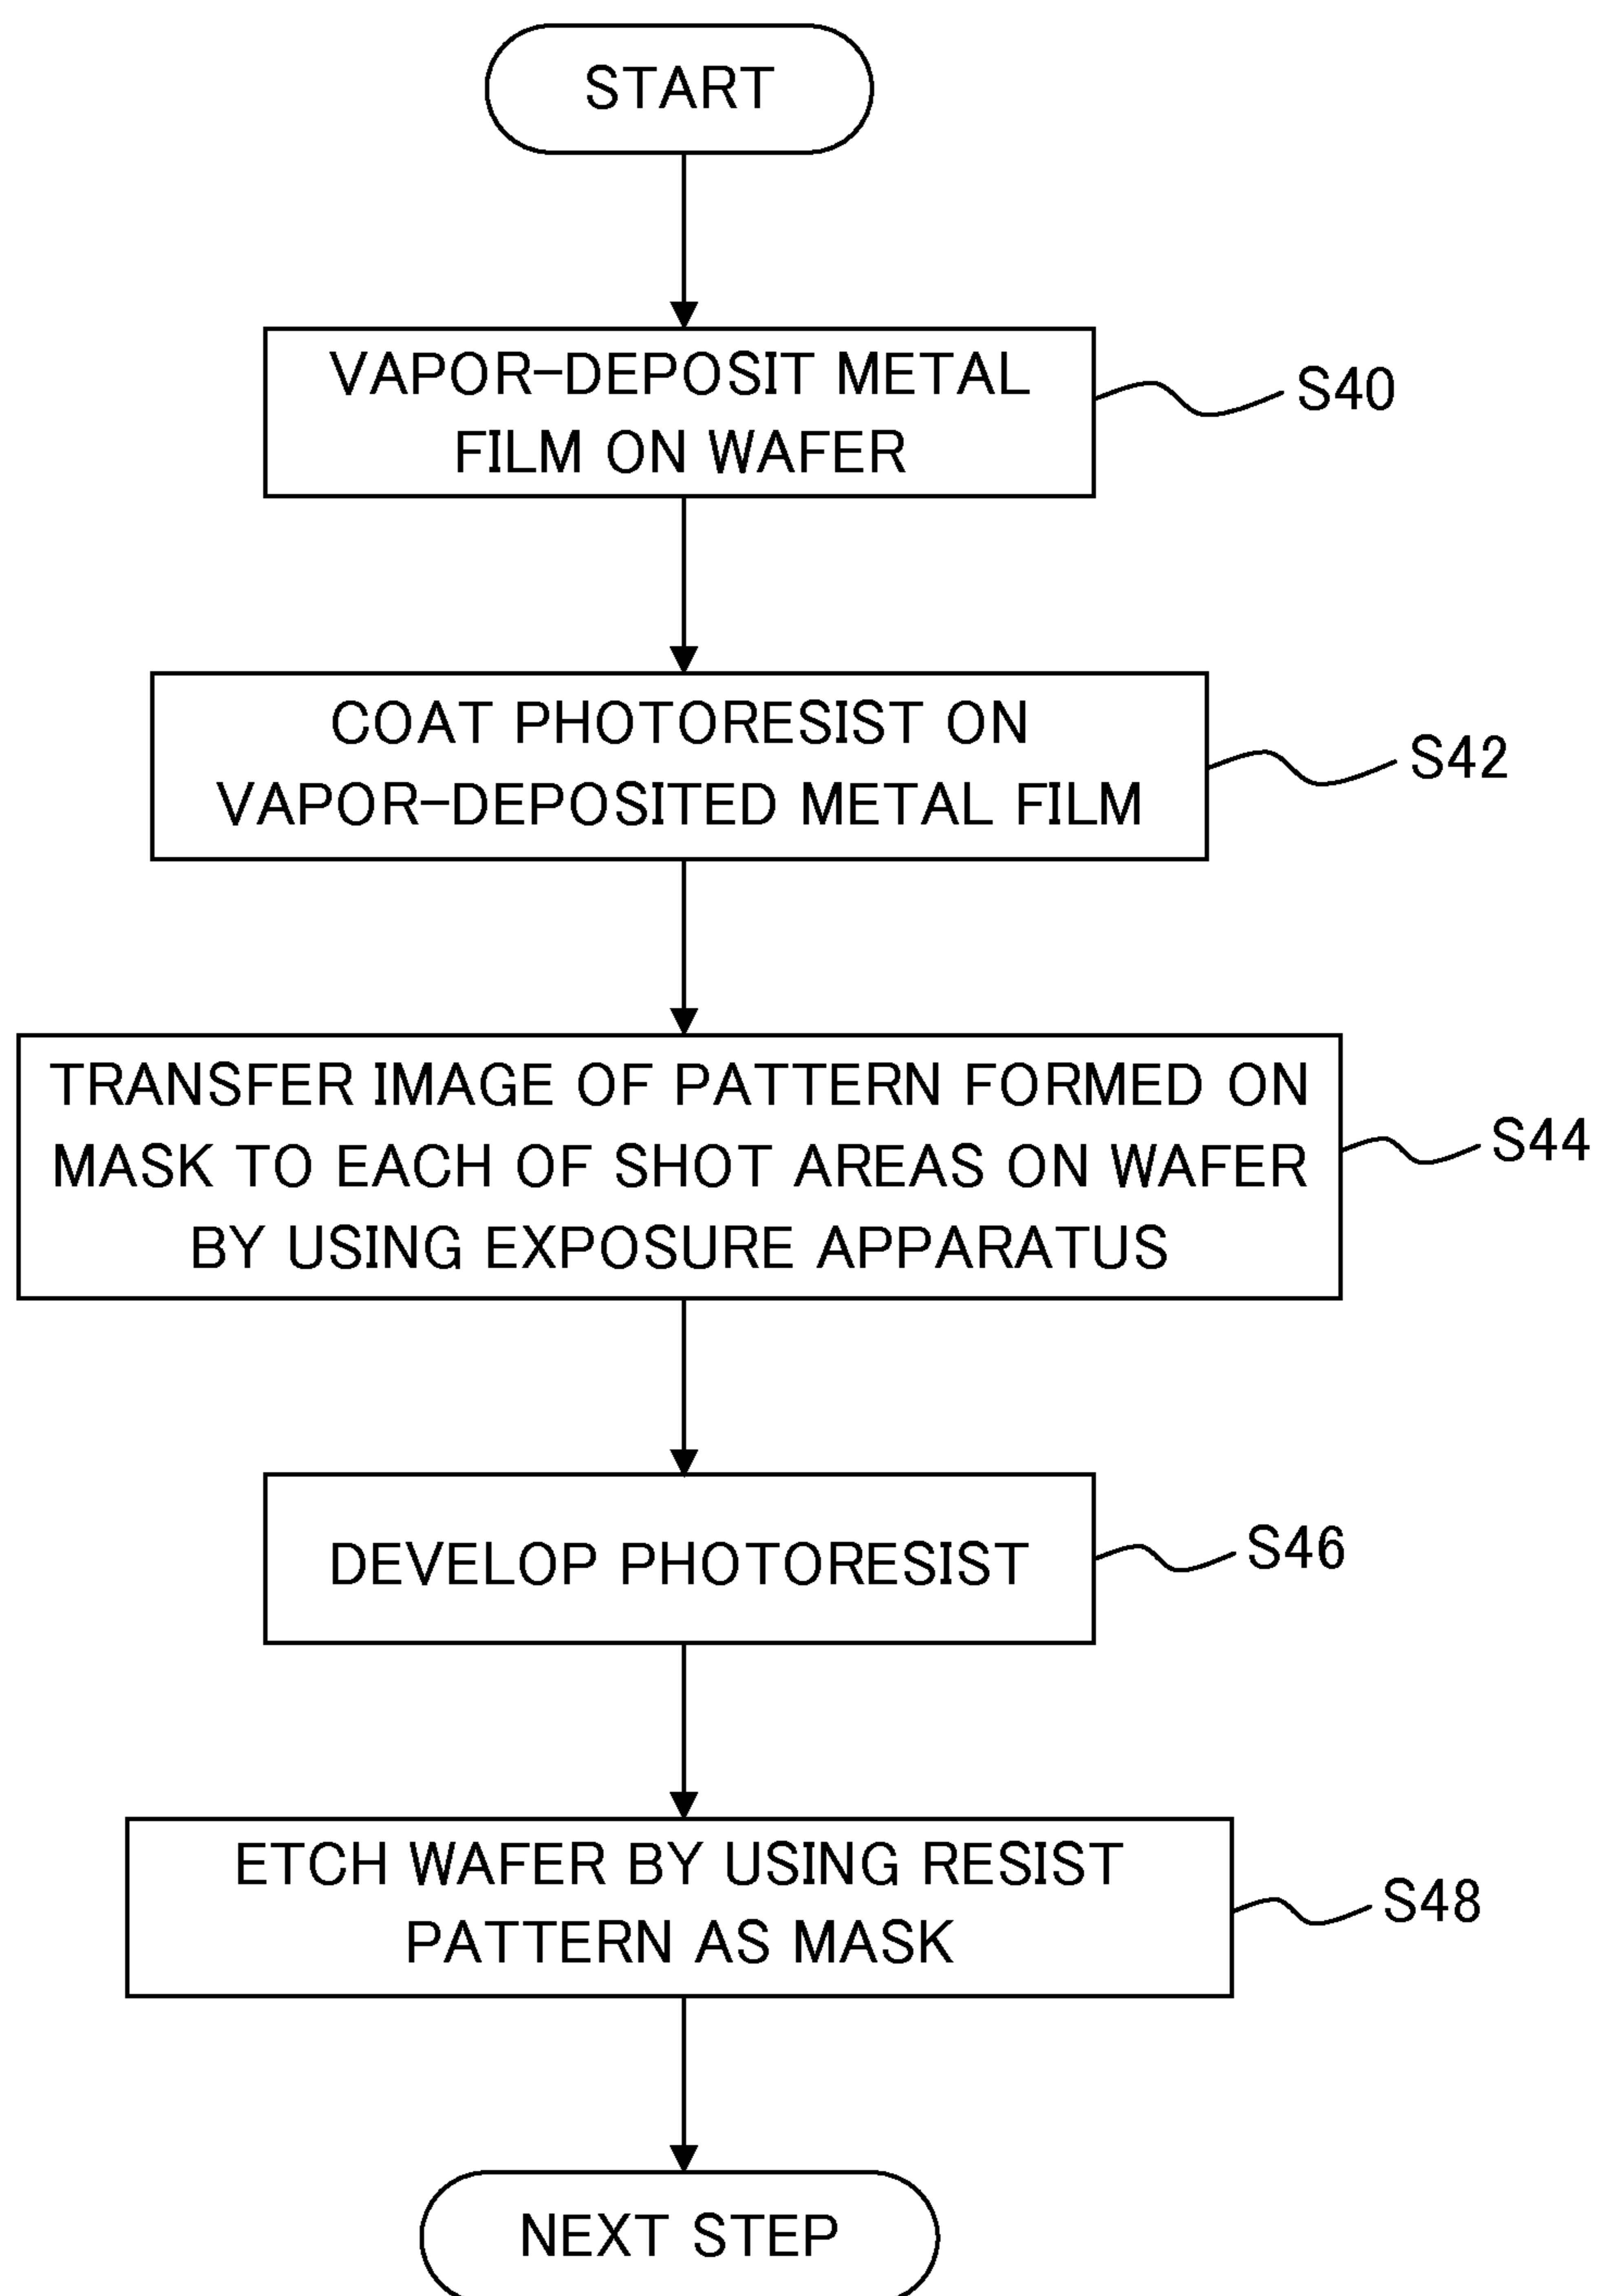 START
VAPOR-DEPOSIT METAL
FILM ON WAFER
S40
COAT PHOTORESIST ON
VAPOR-DEPOSITED METAL FILM
S42
TRANSFER IMAGE OF PATTERN FORMED ON
MASK TO EACH OF SHOT AREAS ON WAFER
BY USING EXPOSURE APPARATUS
S44
DEVELOP PHOTORESIST
S46
ETCH WAFER BY USING RESIST
PATTERN AS MASK
S48
NEXT STEP